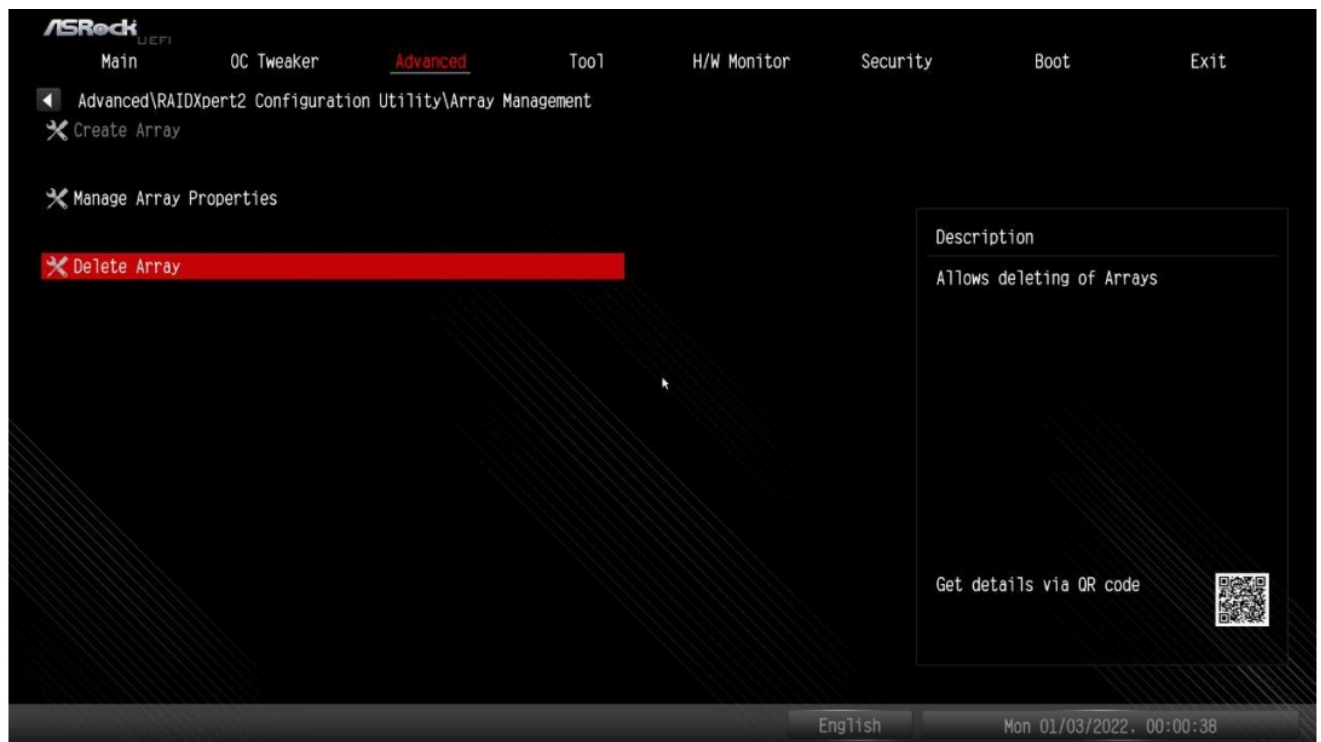 ASRock
UEFI
Main OC Tweaker Advanced Tool H/W Monitor Security Boot Exit
Advanced\RAIDXpert2 Configuration Utility\Array Management
Create Array
Manage Array Properties
Delete Array
Description
Allows deleting of Arrays
Get details via QR code
English Mon 01/03/2022, 00:00:38